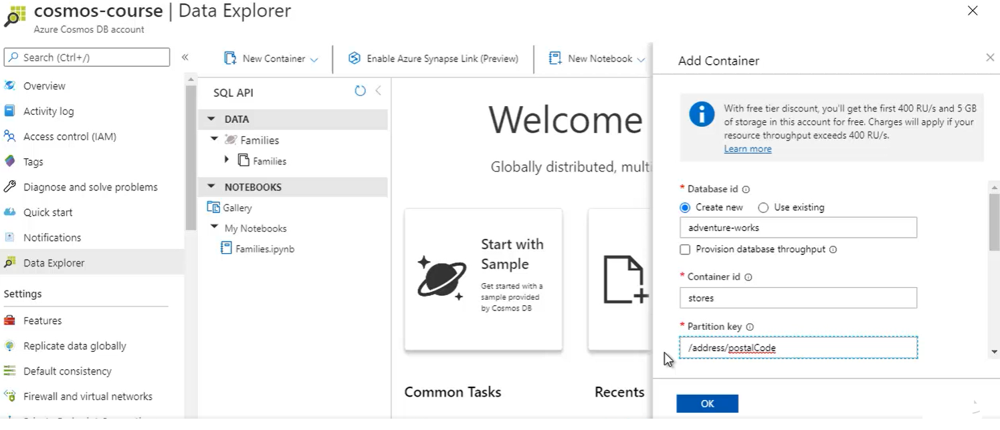 cosmos-course | Data Explorer
Azure Cosmos DB account
Search (Ctrl+/)
«
Overview
Activity log
Access control (IAM)
Tags
Diagnose and solve problems
Quick start
Notifications
Data Explorer
Settings
Features
Replicate data globally
Default consistency
Firewall and virtual networks
New Container
Enable Azure Synapse Link (Preview)
New Notebook
SQL API
DATA
Families
Families
NOTEBOOKS
Gallery
My Notebooks
Families.ipynb
Welcome
Globally distributed, multi
Start with
Sample
Get started with a
sample provided
by Cosmos DB
Common Tasks
Recents
Add Container
With free tier discount, you'll get the first 400 RU/s and 5 GB
of storage in this account for free. Charges will apply if your
resource throughput exceeds 400 RU/s.
Learn more
* Database id
Create new
Use existing
adventure-works
Provision database throughput
* Container id
stores
* Partition key
/address/postalCode
OK